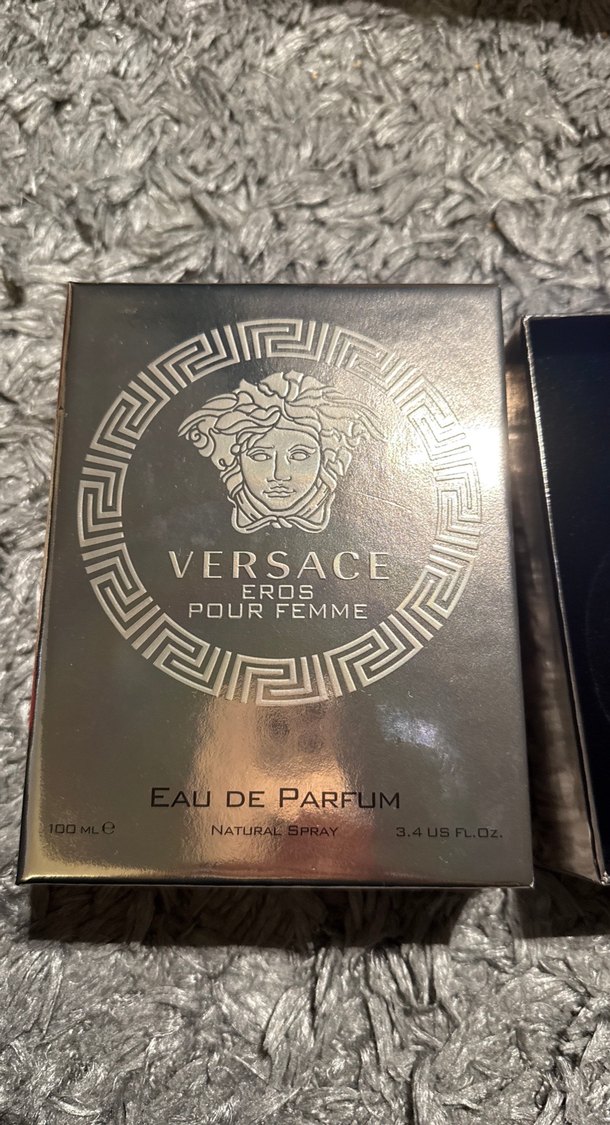 VERSACE
EROS
POUR FEMME
EAU DE PARFUM
100 ML ℮
NATURAL SPRAY
3.4 US FL.OZ.